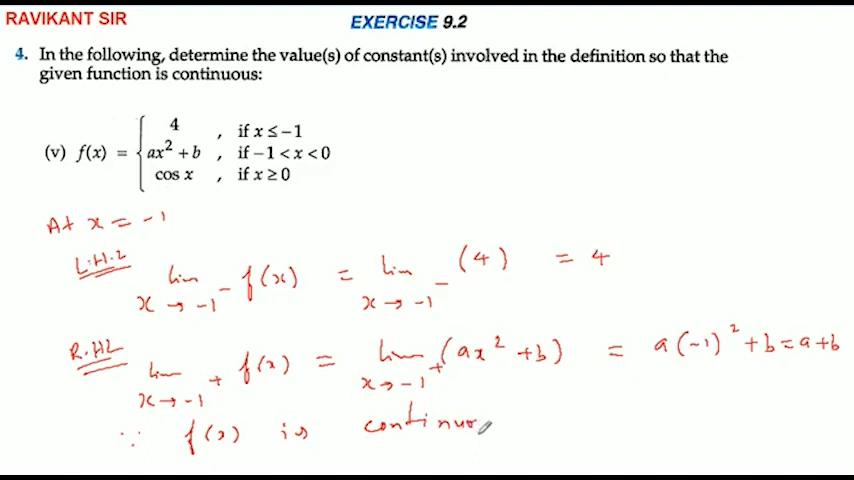 RAVIKANT SIR
EXERCISE 9.2
4. In the following, determine the value(s) of constant(s) involved in the definition so that the
given function is continuous:
(v) f(x) = { 4 , if x ≤ −1
ax² + b , if −1 < x < 0
cos x , if x ≥ 0
At x = -1
L.H.L
lim x→-1⁻ f(x) = lim x→-1⁻ (4) = 4
R.HL
lim x→-1⁺ f(x) = lim x→-1⁺ (ax² + b) = a(-1)² + b = a+b
∵ f(x) is continuo